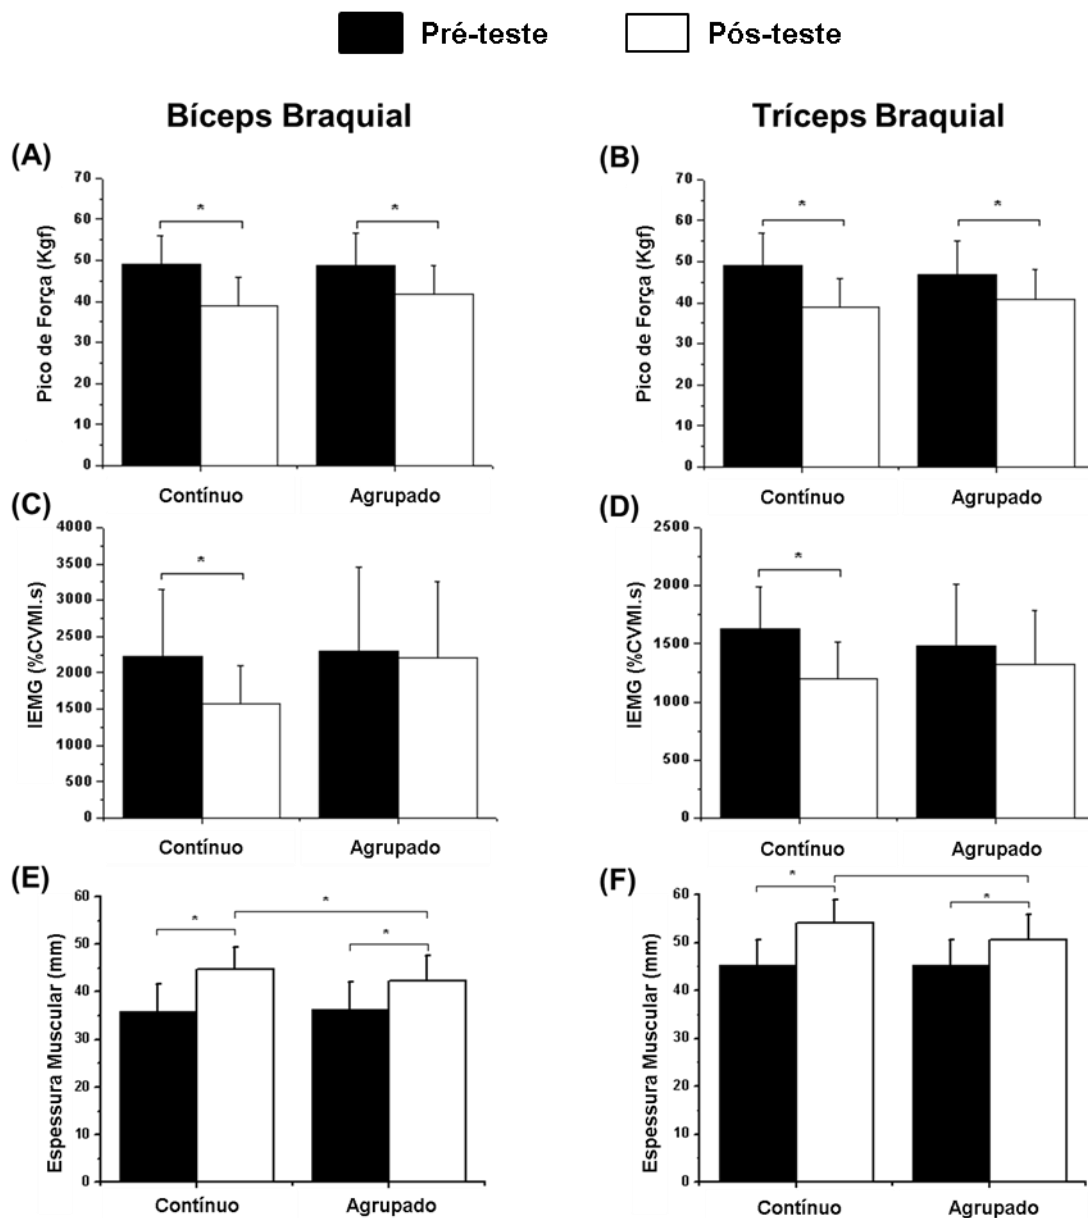 Pré-teste Pós-teste
Bíceps Braquial Tríceps Braquial
(A)
Pico de Força (Kgf)
70
60
50
40
30
20
10
0
*
*
Contínuo Agrupado
(B)
Pico de Força (Kgf)
70
60
50
40
30
20
10
0
*
*
Contínuo Agrupado
(C)
IEMG (%CVMI.s)
4000
3500
3000
2500
2000
1500
1000
500
0
*
Contínuo Agrupado
(D)
IEMG (%CVMI.s)
2500
2000
1500
1000
500
0
*
Contínuo Agrupado
(E)
Espessura Muscular (mm)
60
50
40
30
20
10
0
*
*
*
Contínuo Agrupado
(F)
Espessura Muscular (mm)
60
50
40
30
20
10
0
*
*
Contínuo Agrupado